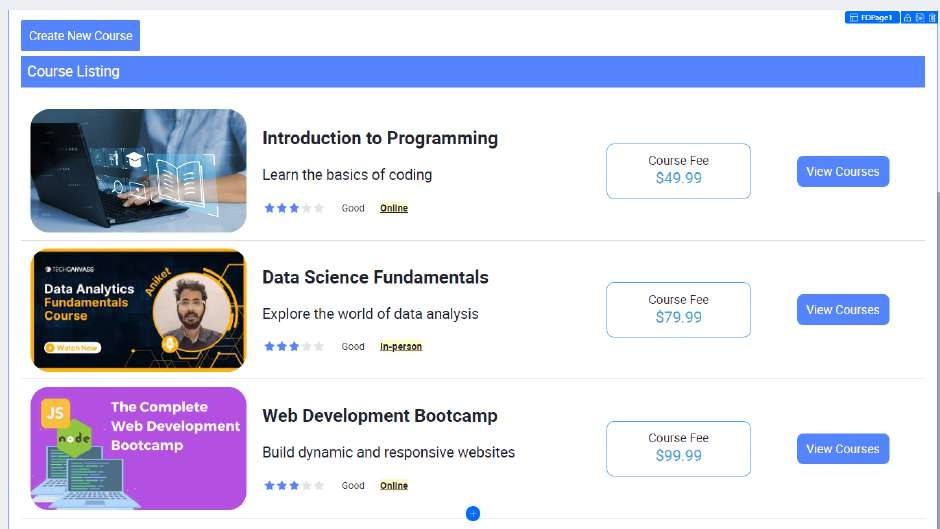 FDPage1
Create New Course
Course Listing
Introduction to Programming
Learn the basics of coding
Good
Online
Course Fee
$49.99
View Courses
TECHCANVASS
Data Analytics
Fundamentals
Course
Aniket
Watch Now
Data Science Fundamentals
Explore the world of data analysis
Good
In-person
Course Fee
$79.99
View Courses
JS
node
The Complete
Web Development
Bootcamp
Web Development Bootcamp
Build dynamic and responsive websites
Good
Online
Course Fee
$99.99
View Courses